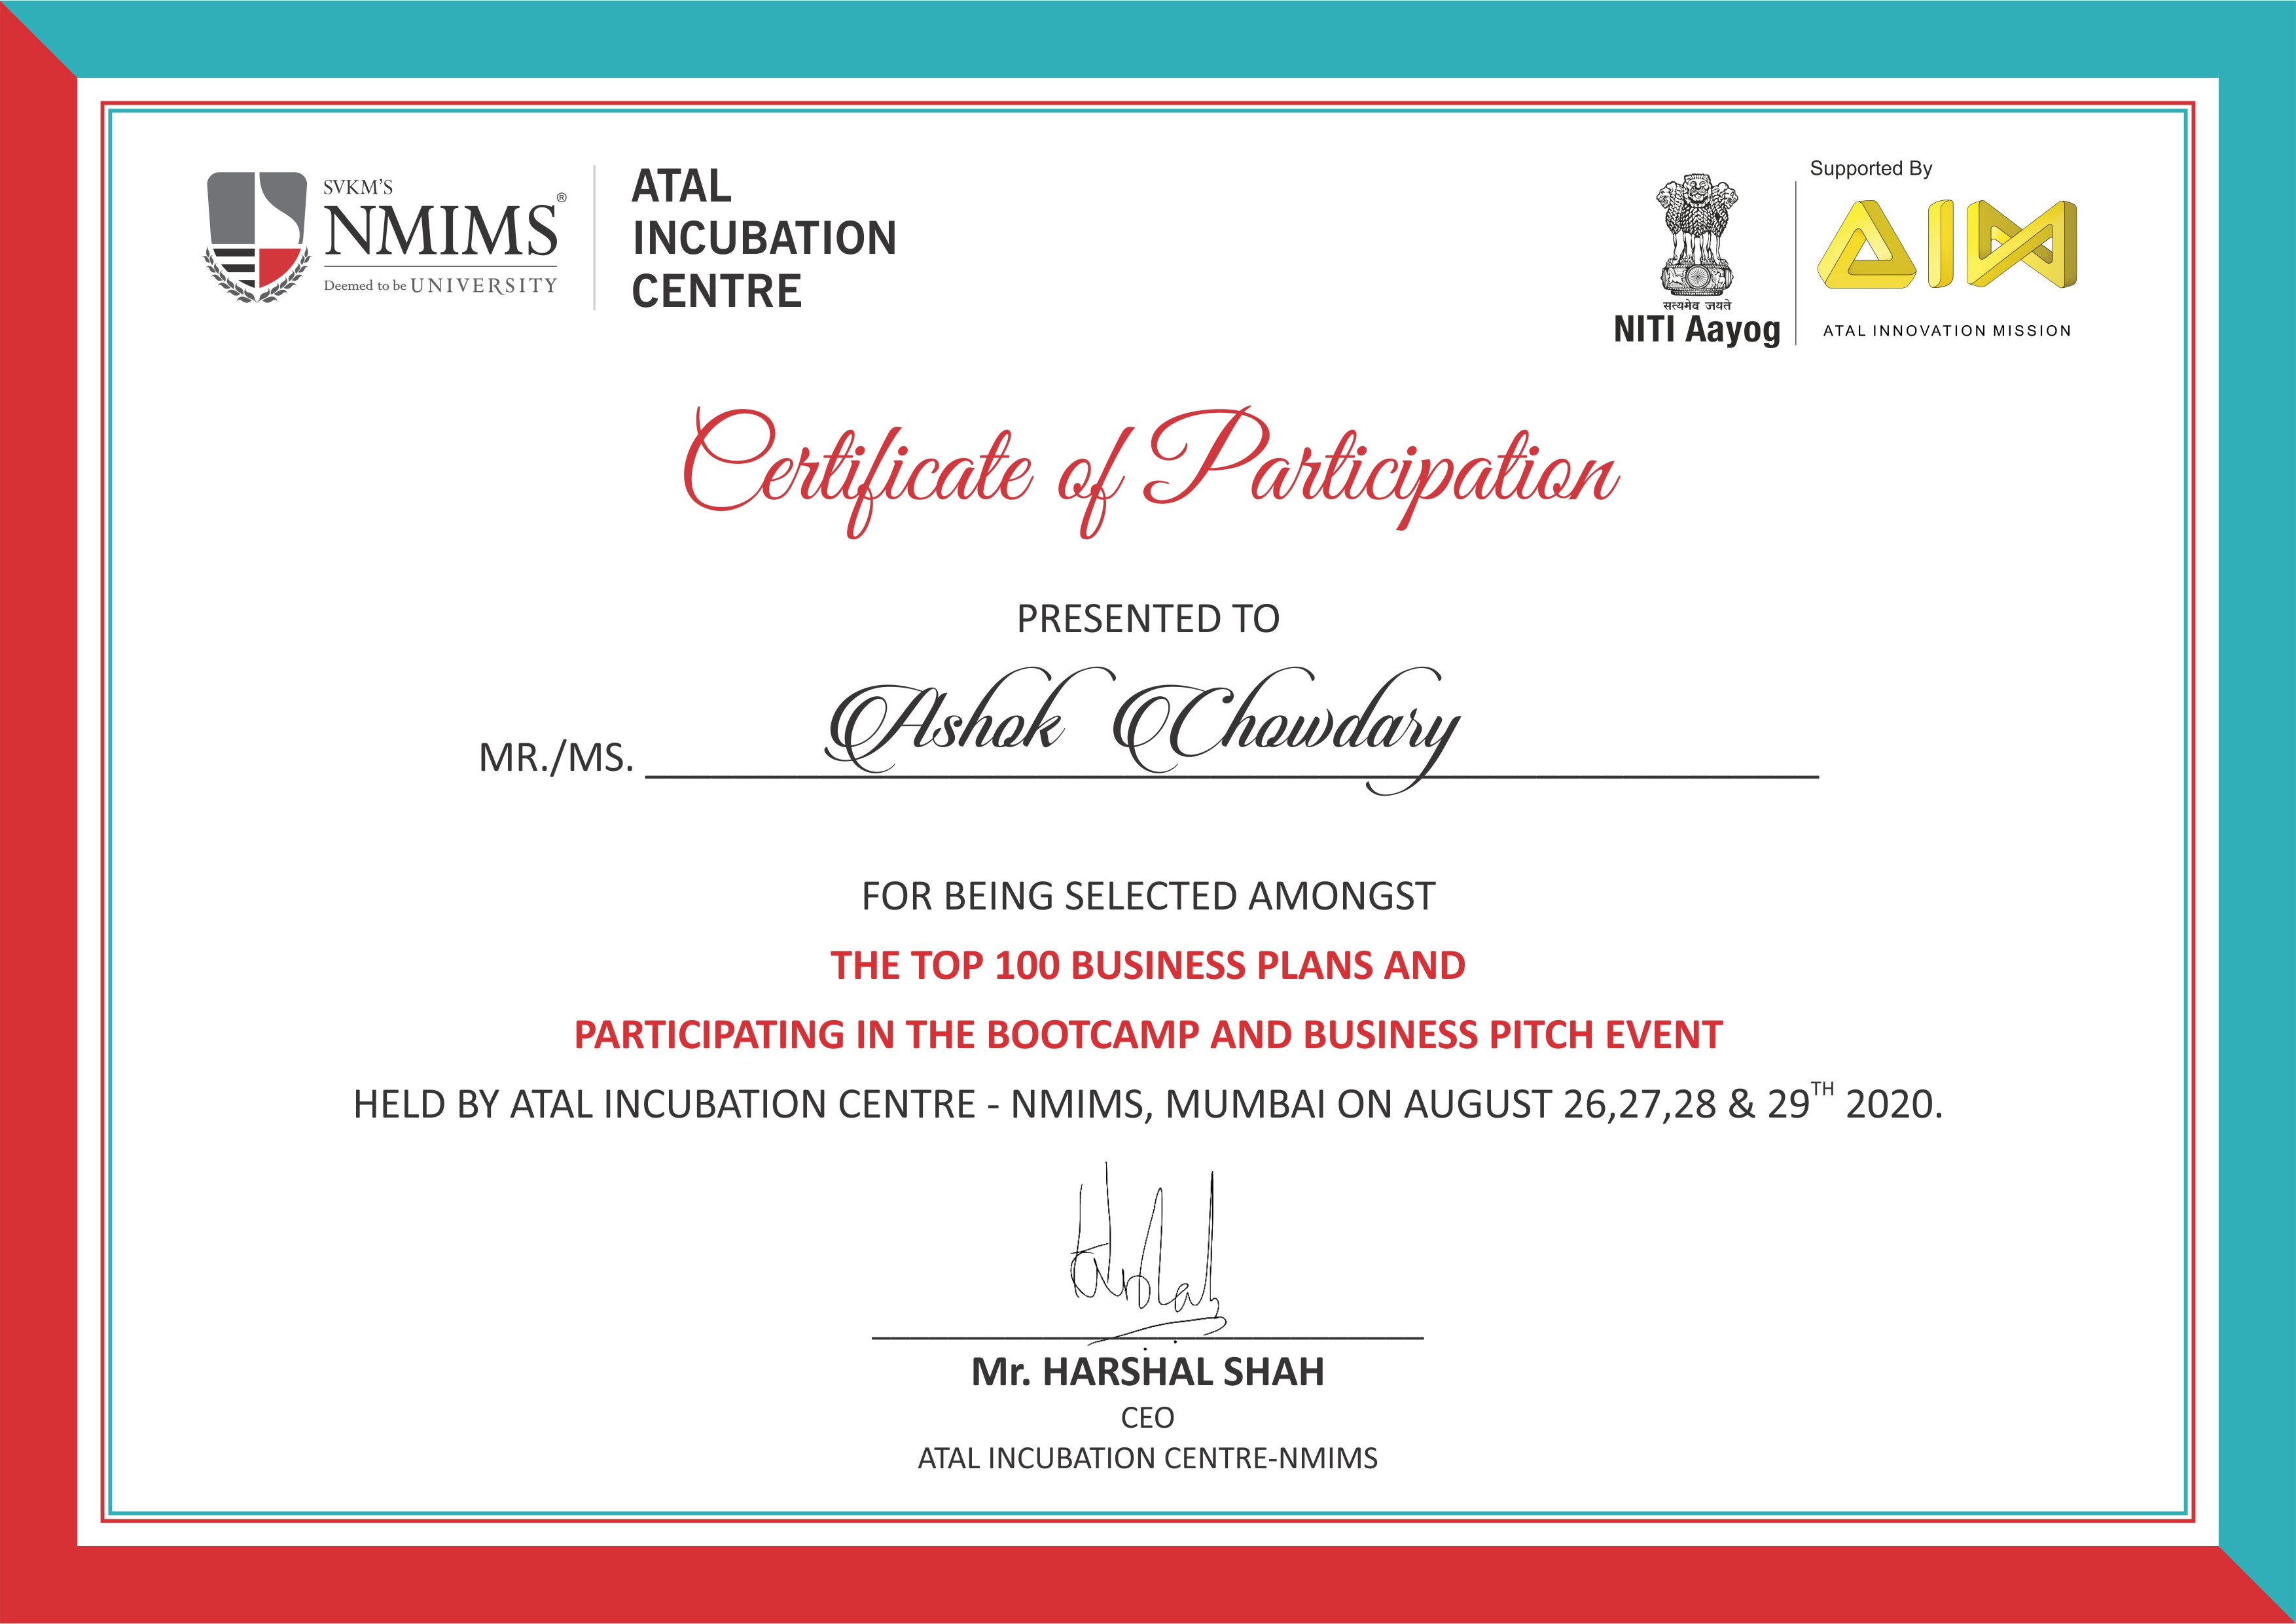 SVKM'S
NMIMS®
Deemed to be UNIVERSITY
ATAL
INCUBATION
CENTRE
सत्यमेव जयते
NITI Aayog
Supported By
AIM
ATAL INNOVATION MISSION
Certificate of Participation
PRESENTED TO
MR./MS. Ashok Chowdary
FOR BEING SELECTED AMONGST
THE TOP 100 BUSINESS PLANS AND
PARTICIPATING IN THE BOOTCAMP AND BUSINESS PITCH EVENT
HELD BY ATAL INCUBATION CENTRE - NMIMS, MUMBAI ON AUGUST 26,27,28 & 29TH 2020.
Mr. HARSHAL SHAH
CEO
ATAL INCUBATION CENTRE-NMIMS